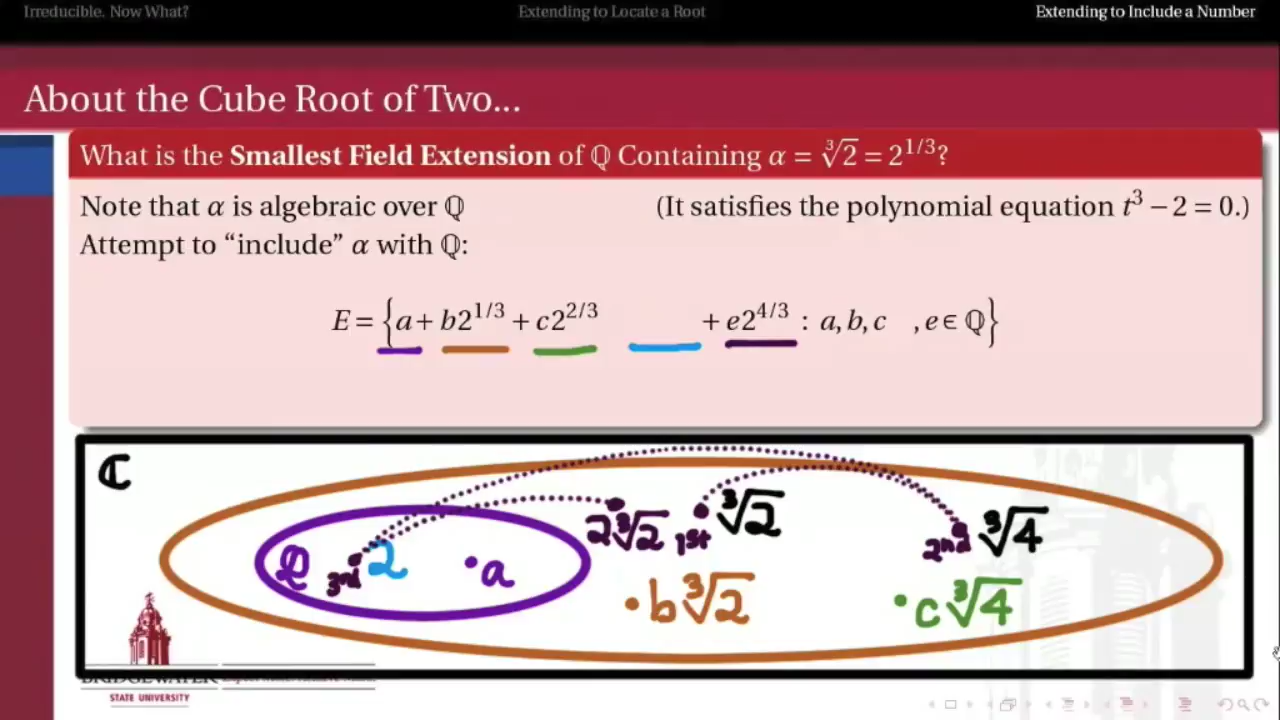 Irreducible. Now What? Extending to Locate a Root Extending to Include a Number
About the Cube Root of Two...
What is the Smallest Field Extension of ℚ Containing α = ∛2 = 2^{1/3}?
Note that α is algebraic over ℚ (It satisfies the polynomial equation t³ − 2 = 0.)
Attempt to “include” α with ℚ:
E = {a + b2^{1/3} + c2^{2/3} + e2^{4/3} : a, b, c , e ∈ ℚ}
ℂ
2∛2 1st ∛2 2nd ∛4
ℚ 3rd 2 a b∛2 c∛4
BRIDGEWATER
STATE UNIVERSITY